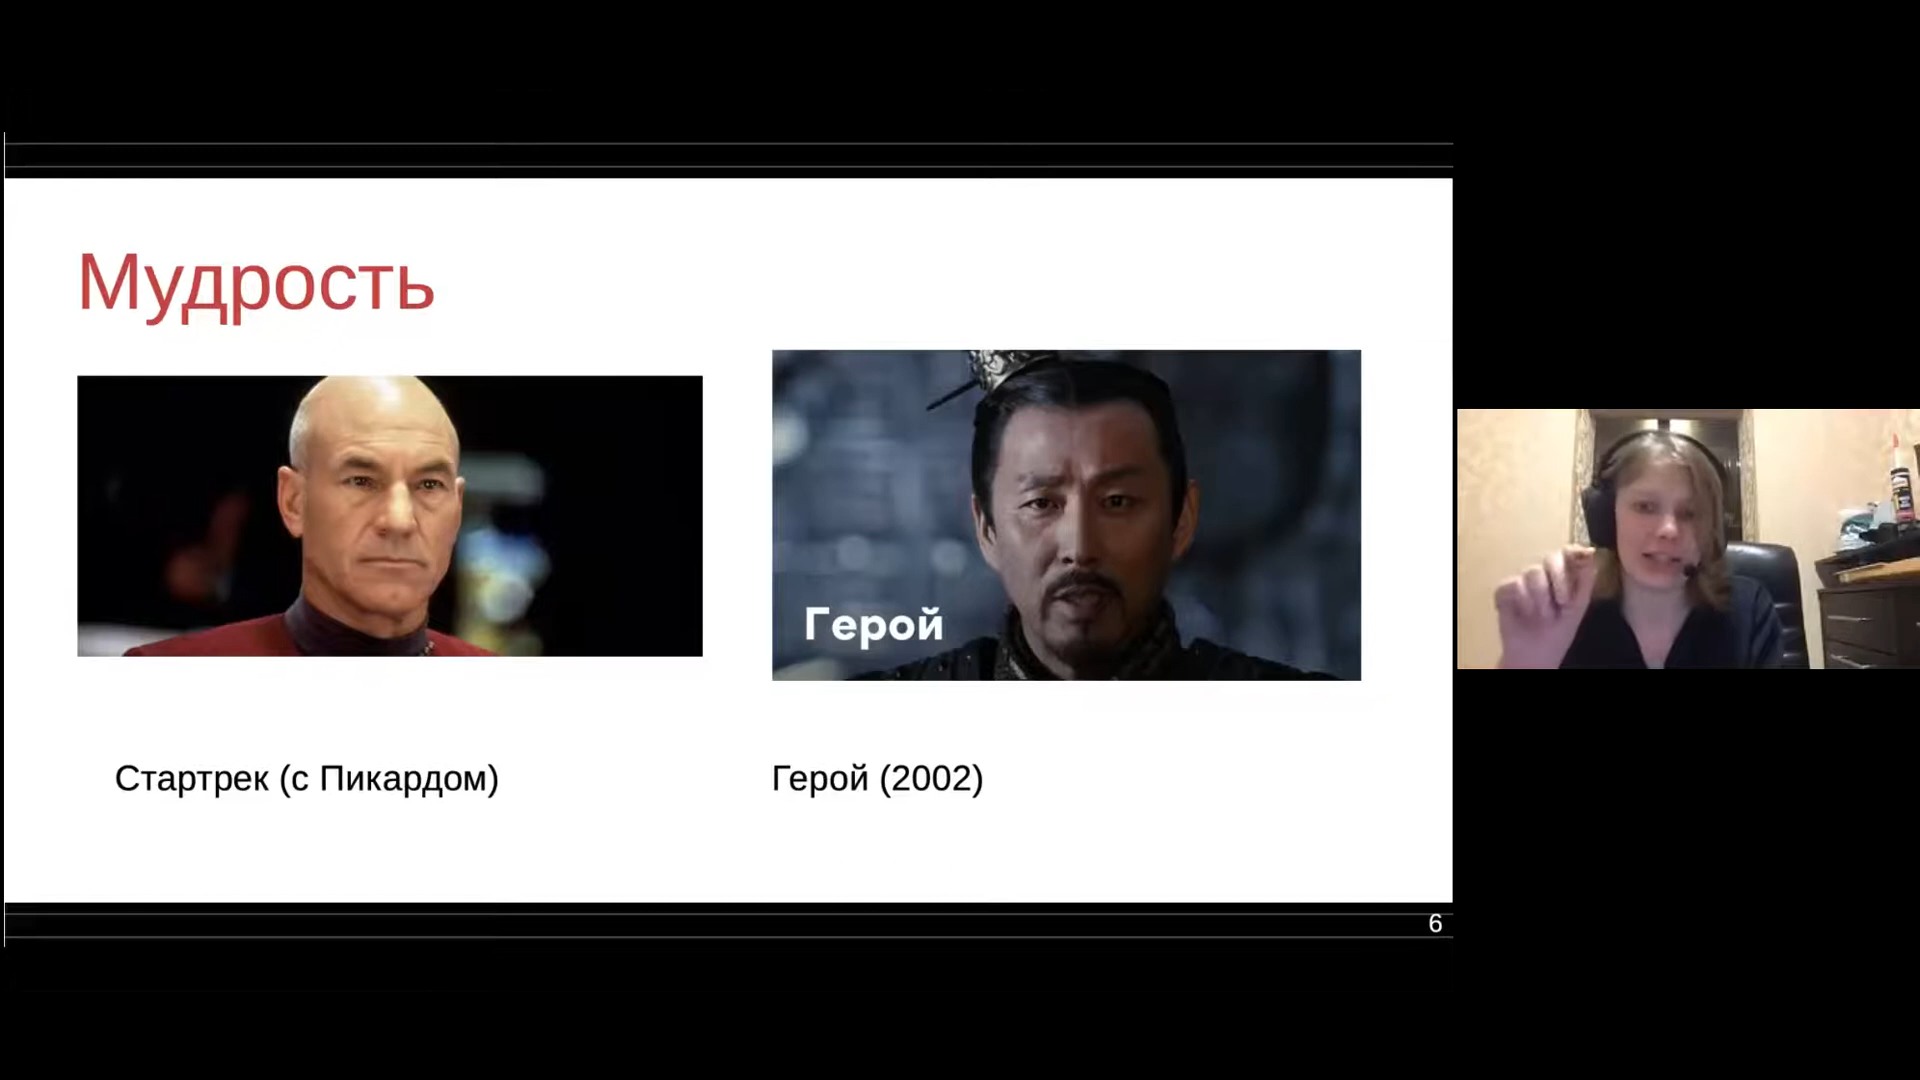 Мудрость
Герой
Стартрек (с Пикардом)
Герой (2002)
6